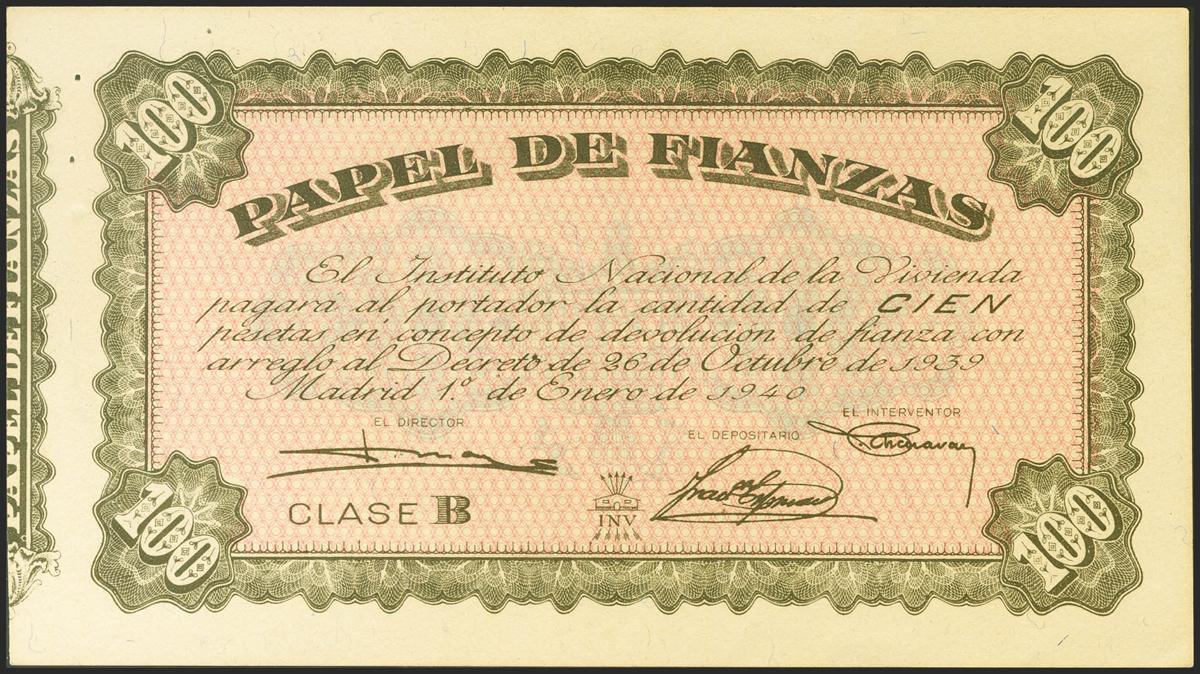 100 100
PAPEL DE FIANZAS
El Instituto Nacional de la Vivienda
pagará al portador la cantidad de CIEN
pesetas en concepto de devolución de fianza con
arreglo al Decreto de 26 de Octubre de 1939
Madrid 1º de Enero de 1940
EL DIRECTOR
EL DEPOSITARIO
EL INTERVENTOR
CLASE B
INV
100 100